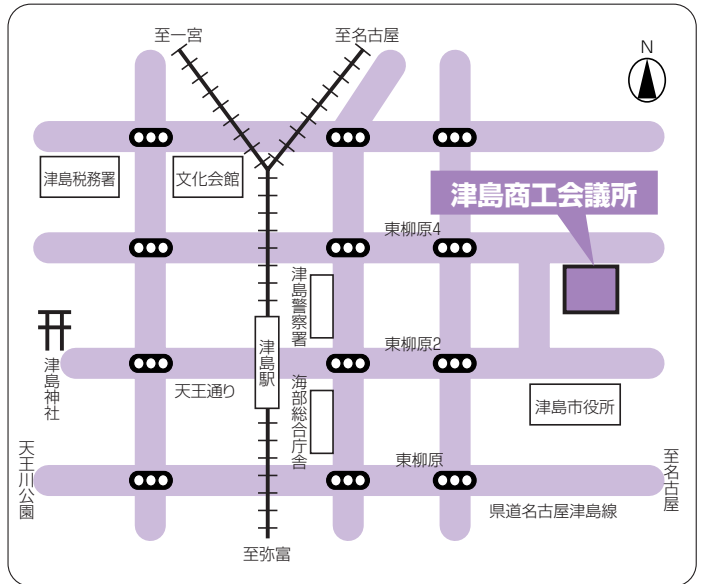 至一宮
至名古屋
N
津島税務署
文化会館
津島商工会議所
東柳原4
津島警察署
津島駅
東柳原2
津島神社
天王通り
海部総合庁舎
津島市役所
天王川公園
東柳原
至名古屋
県道名古屋津島線
至弥富